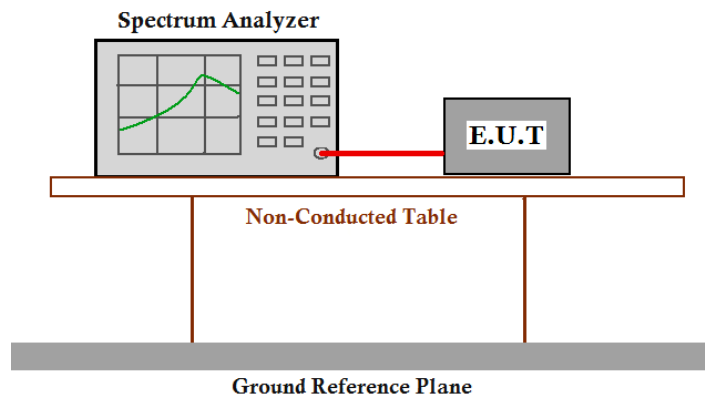 Spectrum Analyzer
E.U.T
Non-Conducted Table
Ground Reference Plane